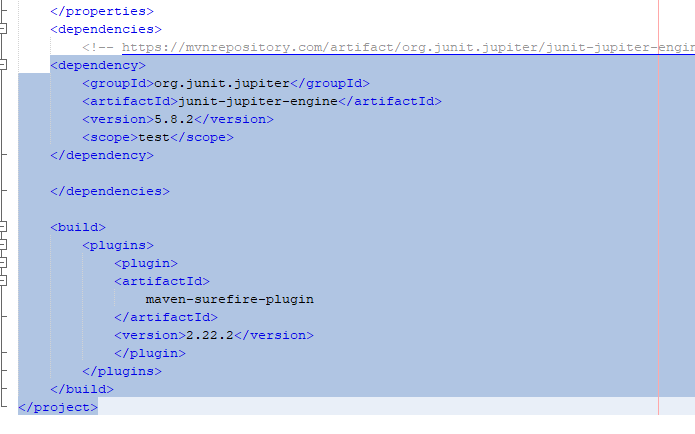 </properties>
<dependencies>
<!-- https://mvnrepository.com/artifact/org.junit.jupiter/junit-jupiter-engin
<dependency>
<groupId>org.junit.jupiter</groupId>
<artifactId>junit-jupiter-engine</artifactId>
<version>5.8.2</version>
<scope>test</scope>
</dependency>
</dependencies>
<build>
<plugins>
<plugin>
<artifactId>
maven-surefire-plugin
</artifactId>
<version>2.22.2</version>
</plugin>
</plugins>
</build>
</project>